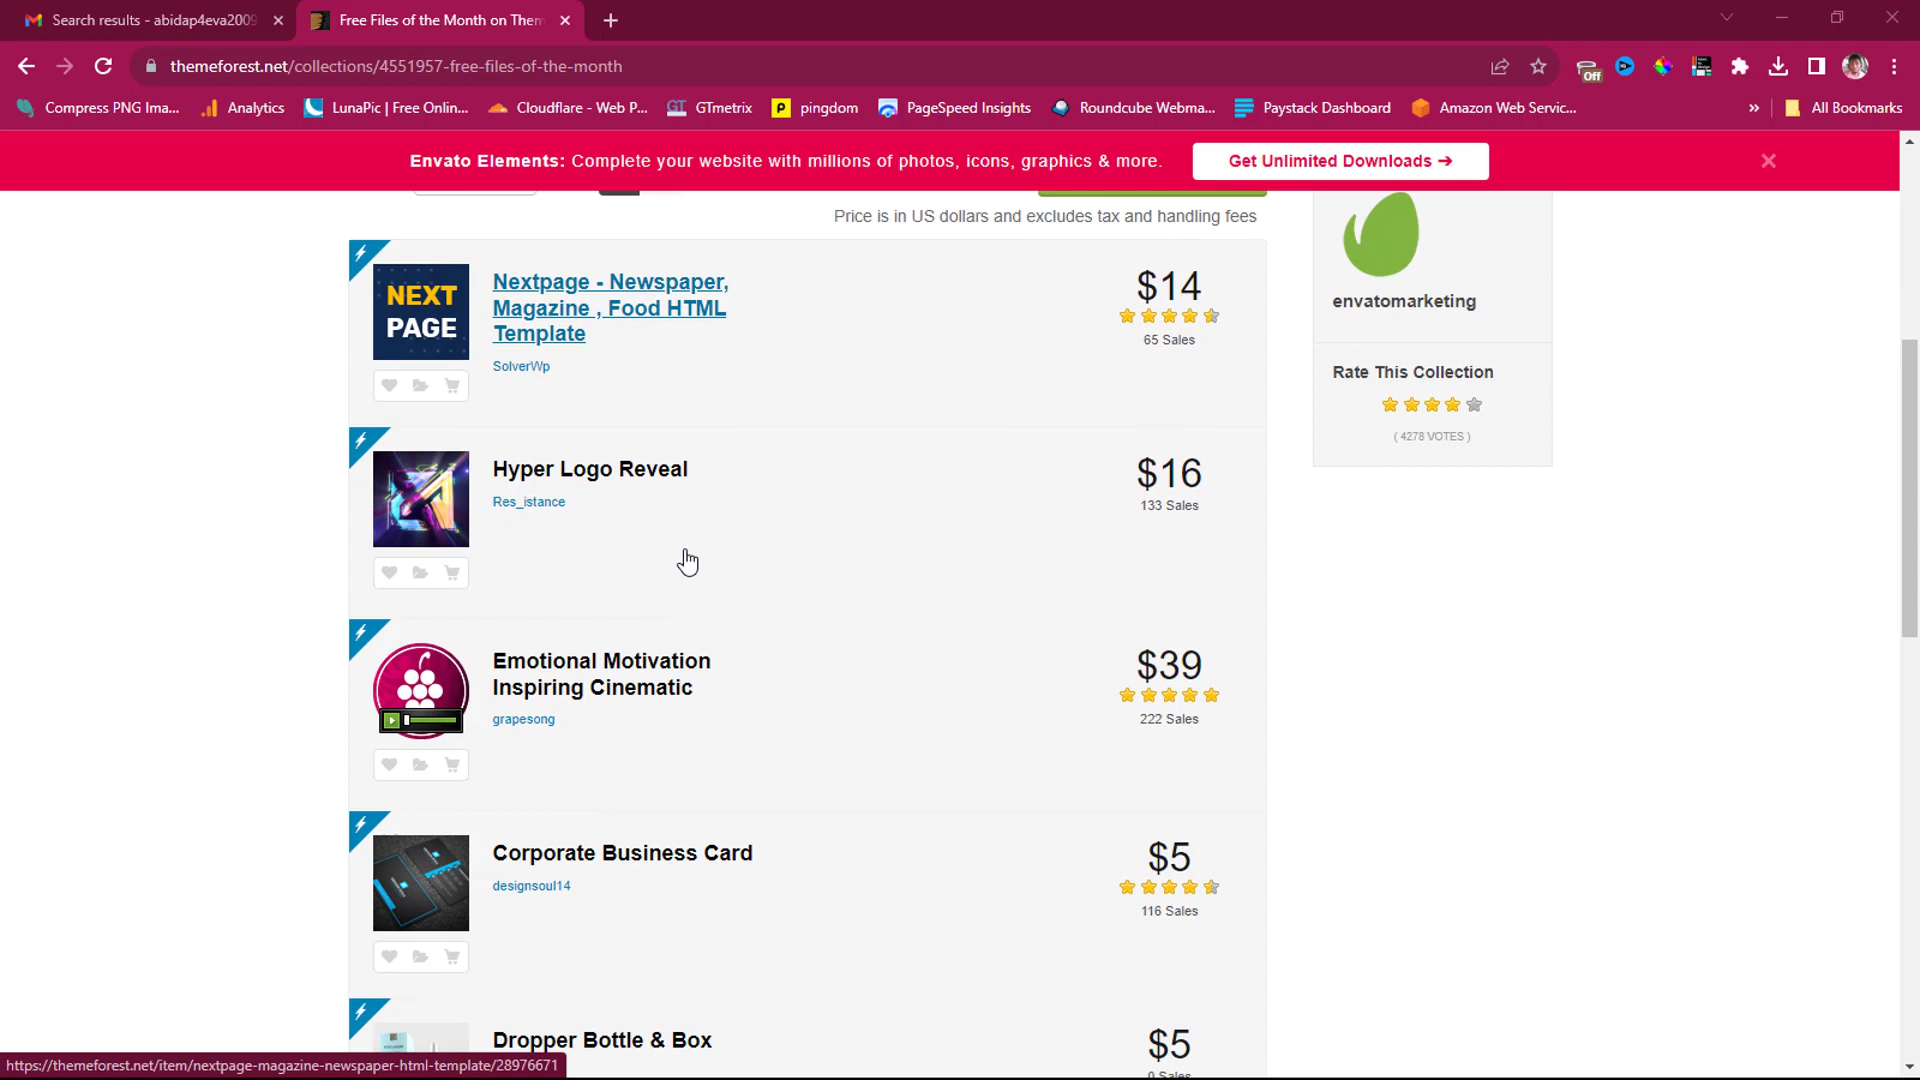 Search results - abidap4eva2009
Free Files of the Month on Them
themeforest.net/collections/4551957-free-files-of-the-month
Off
Compress PNG Ima...
Analytics
LunaPic | Free Onlin...
Cloudflare - Web P...
GTmetrix
pingdom
PageSpeed Insights
Roundcube Webma...
Paystack Dashboard
Amazon Web Servic...
»
All Bookmarks
Envato Elements: Complete your website with millions of photos, icons, graphics & more.
Get Unlimited Downloads →
Price is in US dollars and excludes tax and handling fees
NEXT
PAGE
Nextpage - Newspaper,
Magazine , Food HTML
Template
SolverWp
$14
65 Sales
envatomarketing
Rate This Collection
( 4278 VOTES )
Hyper Logo Reveal
Res_istance
$16
133 Sales
Emotional Motivation
Inspiring Cinematic
grapesong
$39
222 Sales
Corporate Business Card
designsoul14
$5
116 Sales
Dropper Bottle & Box
$5
0 Sales
https://themeforest.net/item/nextpage-magazine-newspaper-html-template/28976671